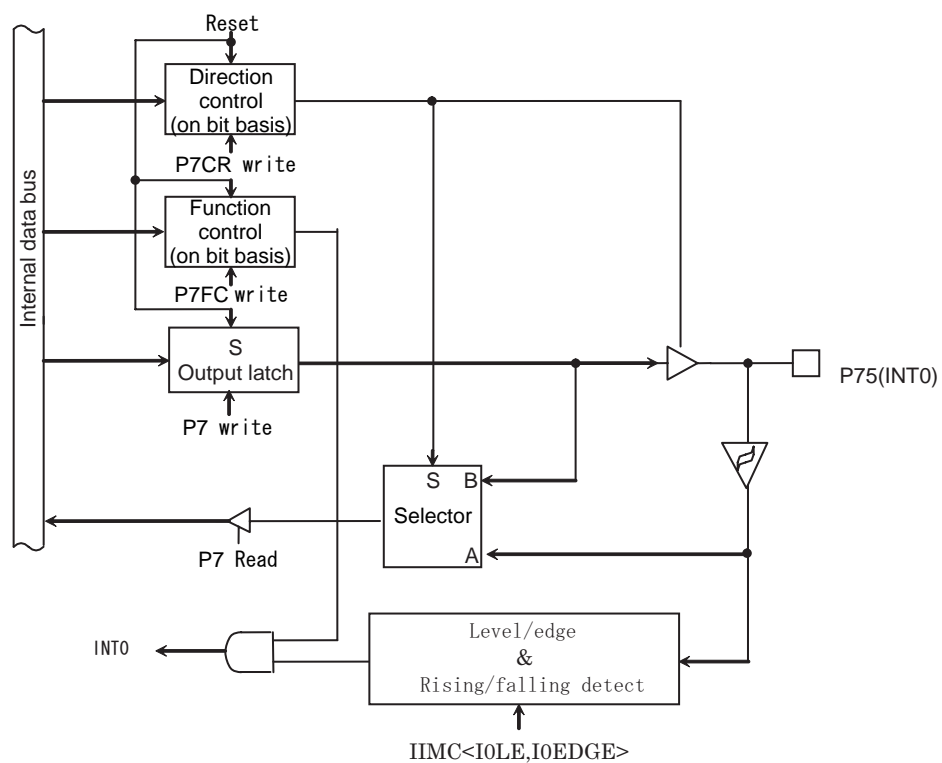 Reset
Internal data bus
Direction
control
(on bit basis)
P7CR write
Function
control
(on bit basis)
P7FC write
S
Output latch
P7 write
P75(INT0)
S B
Selector
A
P7 Read
INT0
Level/edge
&
Rising/falling detect
IIMC<I0LE,I0EDGE>